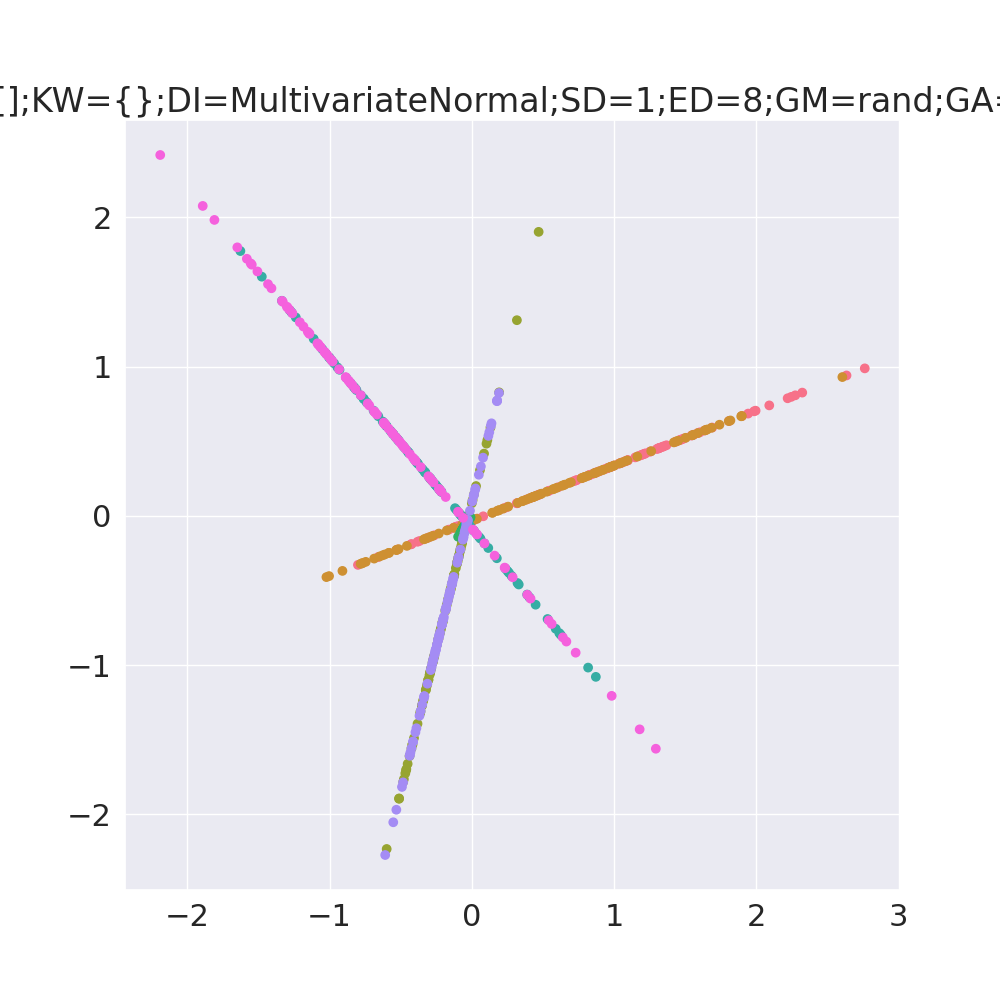 [];KW={};DI=MultivariateNormal;SD=1;ED=8;GM=rand;GA=
2
1
0
−1
−2
−2 −1 0 1 2 3